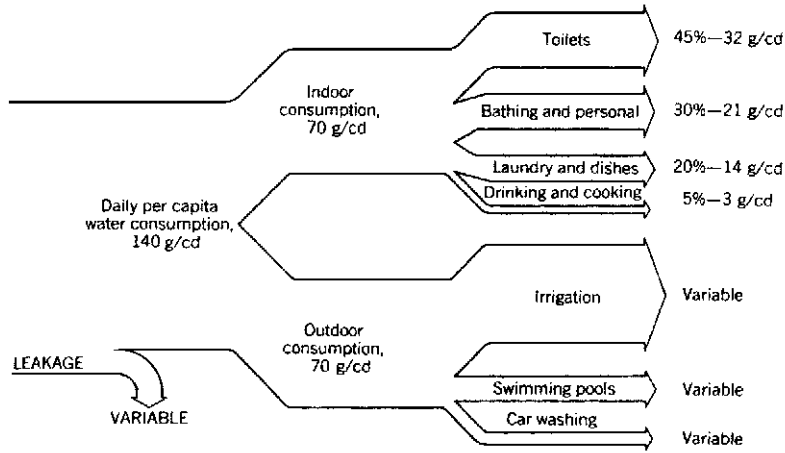 Toilets
45%—32 g/cd
Indoor
consumption,
70 g/cd
Bathing and personal
30%—21 g/cd
Laundry and dishes
20%—14 g/cd
Drinking and cooking
5%—3 g/cd
Daily per capita
water consumption,
140 g/cd
Irrigation
Variable
Outdoor
consumption,
70 g/cd
LEAKAGE
VARIABLE
Swimming pools
Variable
Car washing
Variable